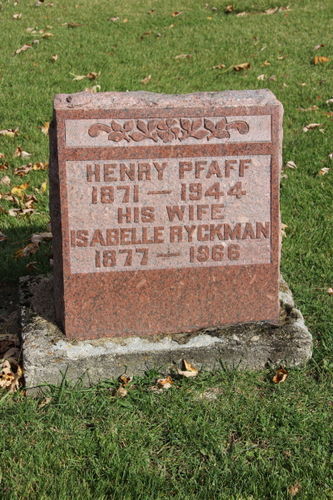 HENRY PFAFF
1871 — 1944
HIS WIFE
ISABELLE RYCKMAN
1877 — 1966